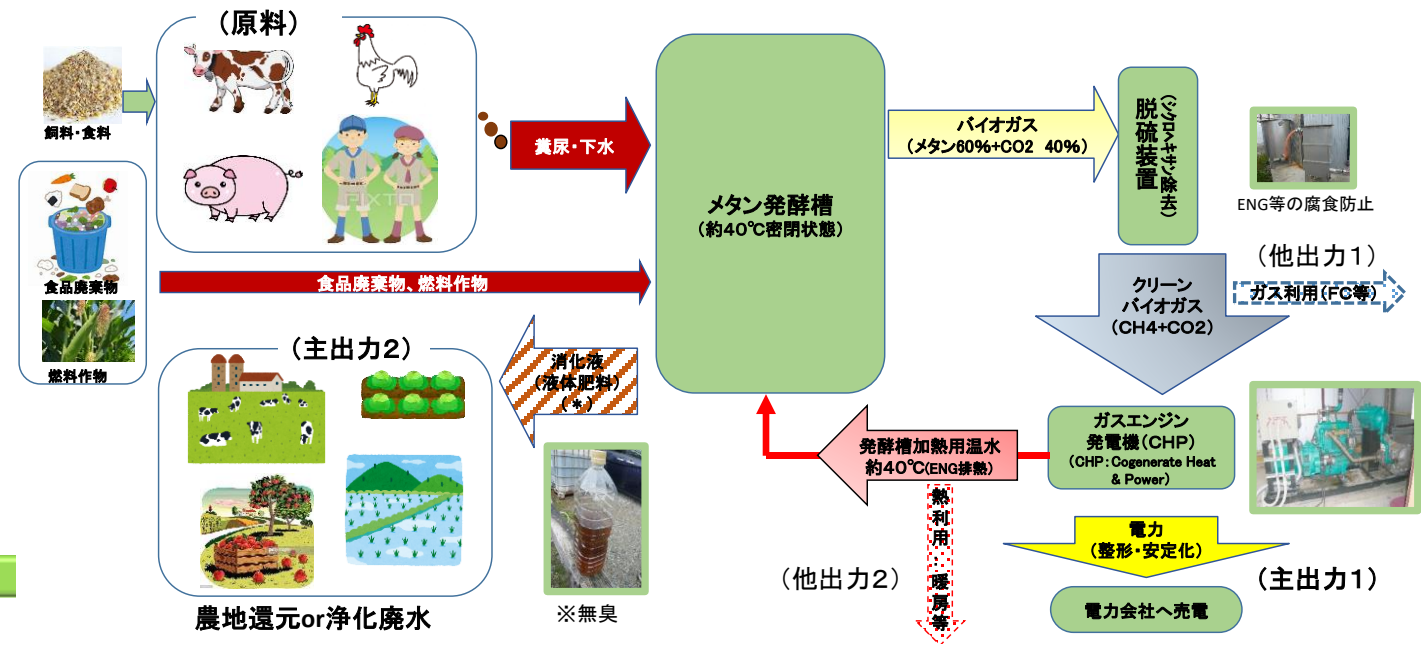 (原料)
飼料・食料
食品廃棄物
燃料作物
糞尿・下水
食品廃棄物、燃料作物
メタン発酵槽
(約40℃密閉状態)
バイオガス
(メタン60%+CO2 40%)
脱硫装置
ENG等の腐食防止
(他出力1)
ガス利用(FC等)
クリーン
バイオガス
(CH4+CO2)
ガスエンジン
発電機(CHP)
(CHP:Cogenerate Heat
& Power)
発酵槽加熱用温水
約40℃(ENG排熱)
熱利用:暖房等
(他出力2)
電力
(整形・安定化)
(主出力1)
電力会社へ売電
消化液
(液体肥料)
(*)
※無臭
(主出力2)
農地還元or浄化廃水